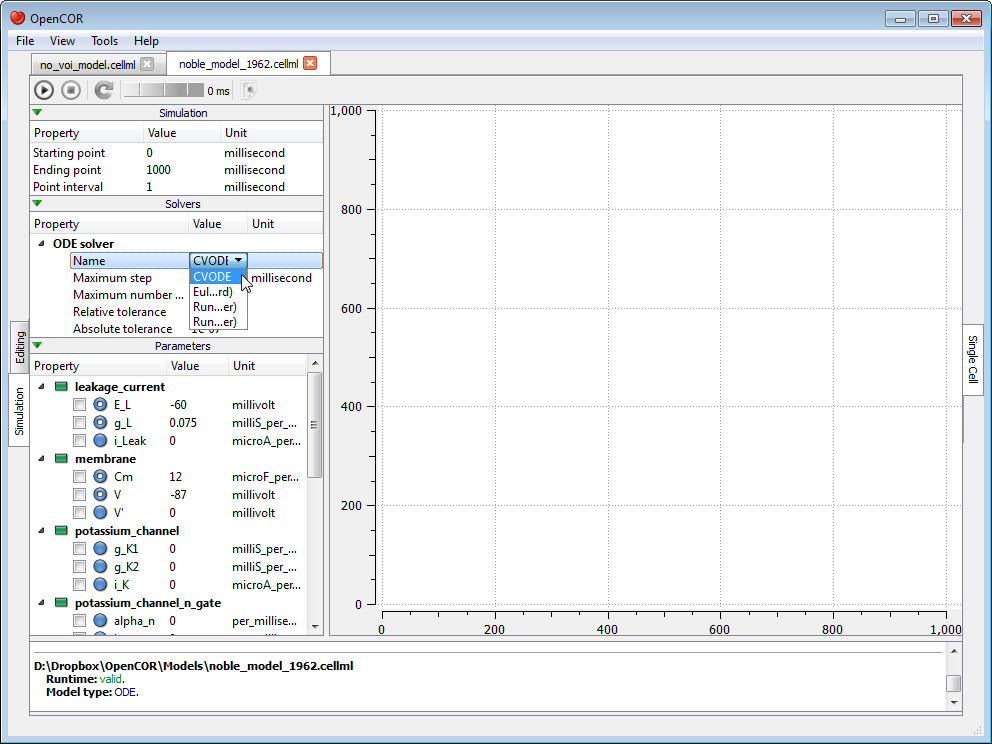 OpenCOR
File View Tools Help
no_voi_model.cellml noble_model_1962.cellml
0 ms
Simulation
Property Value Unit
Starting point 0 millisecond
Ending point 1000 millisecond
Point interval 1 millisecond
Solvers
Property Value Unit
ODE solver
Name CVODE
Maximum step CVODE millisecond
Maximum number ... Eul...rd)
Relative tolerance Run...er)
Absolute tolerance Run...er)
Parameters
Property Value Unit
leakage_current
E_L -60 millivolt
g_L 0.075 milliS_per_...
i_Leak 0 microA_per...
membrane
Cm 12 microF_per...
V -87 millivolt
V' 0 millivolt
potassium_channel
g_K1 0 milliS_per_...
g_K2 0 milliS_per_...
i_K 0 microA_per...
potassium_channel_n_gate
alpha_n 0 per_millise...
Editing
Simulation
1,000
800
600
400
200
0
0 200 400 600 800 1,000
Single Cell
D:\Dropbox\OpenCOR\Models\noble_model_1962.cellml
Runtime: valid.
Model type: ODE.